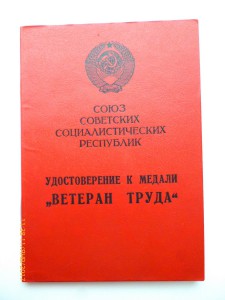 СОЮЗ
СОВЕТСКИХ
СОЦИАЛИСТИЧЕСКИХ
РЕСПУБЛИК
УДОСТОВЕРЕНИЕ К МЕДАЛИ
„ВЕТЕРАН ТРУДА“